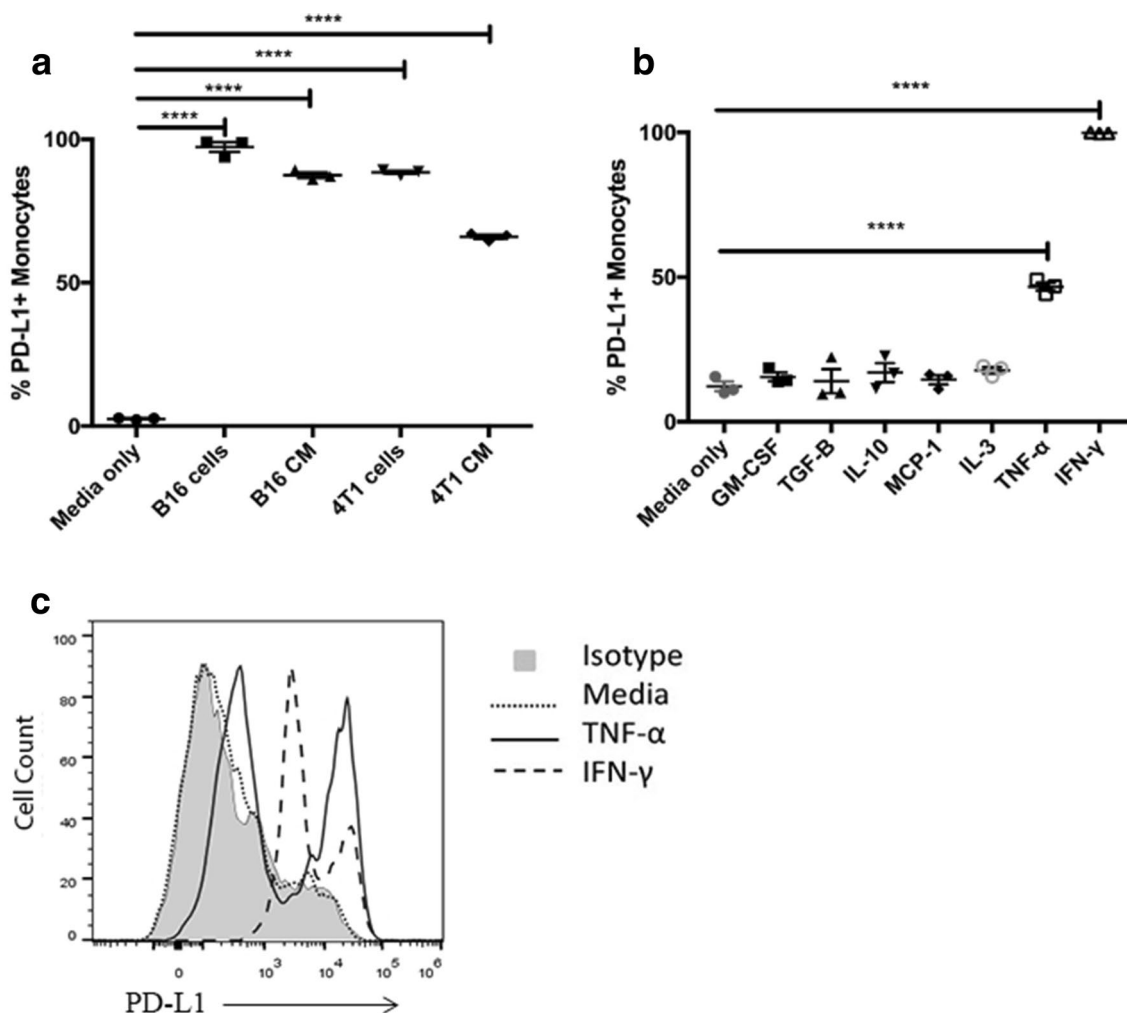 a
****
****
****
****
% PD-L1+ Monocytes
100
50
0
Media only
B16 cells
B16 CM
4T1 cells
4T1 CM
b
****
****
% PD-L1+ Monocytes
100
50
0
Media only
GM-CSF
TGF-B
IL-10
MCP-1
IL-3
TNF-α
IFN-γ
c
Cell Count
100
80
60
40
20
0
0
10³
10⁴
10⁵
10⁶
PD-L1
Isotype
Media
TNF-α
IFN-γ